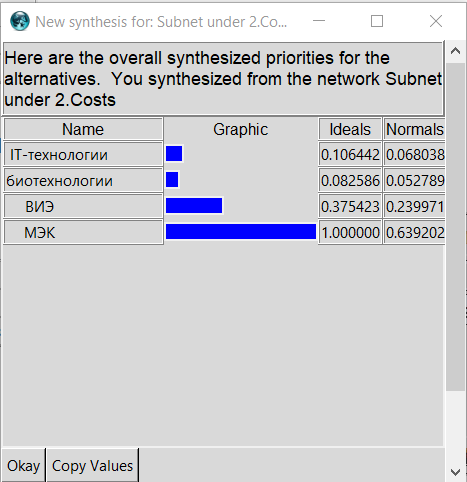 New synthesis for: Subnet under 2.Co...
Here are the overall synthesized priorities for the
alternatives. You synthesized from the network Subnet
under 2.Costs
Name Graphic Ideals Normals
IT-технологии 0.106442 0.068038
биотехнологии 0.082586 0.052789
ВИЭ 0.375423 0.239971
МЭК 1.000000 0.639202
Okay Copy Values